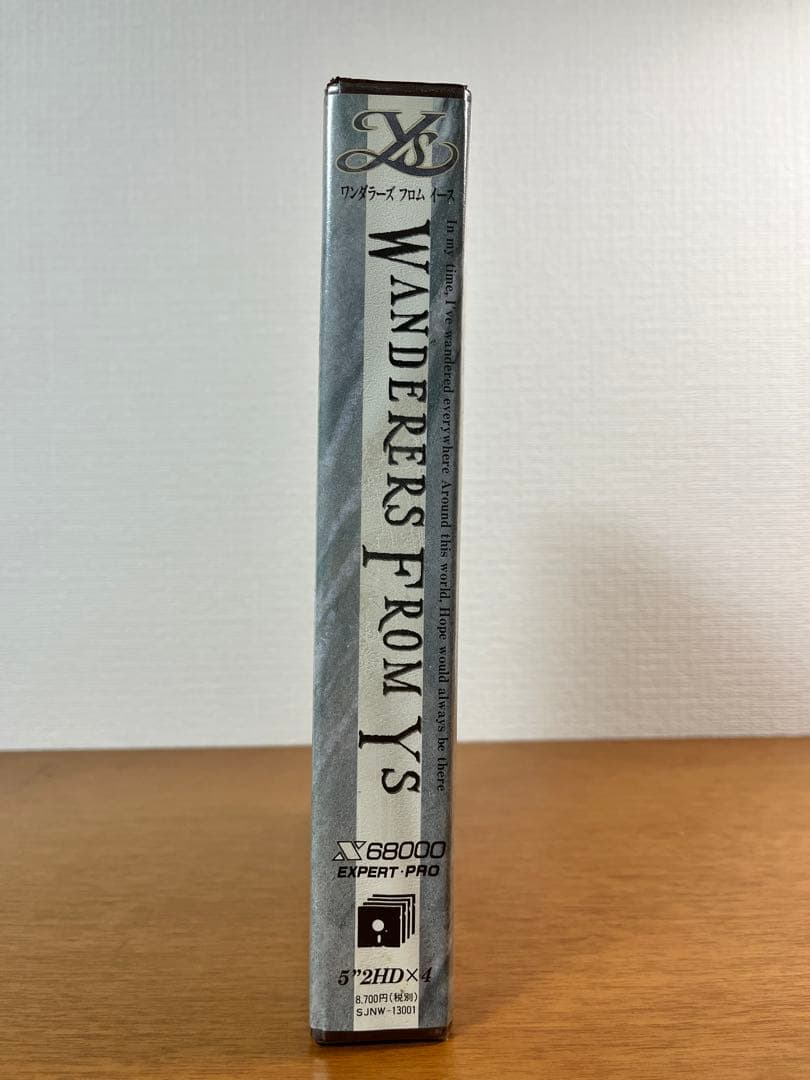 Ys
ワンダラーズ フロム イース
WANDERERS FROM YS
In my time, I've wandered everywhere Around this world, Hope would always be there
X68000
EXPERT・PRO
5"2HD×4
8,700円(税別)
SJNW-13001